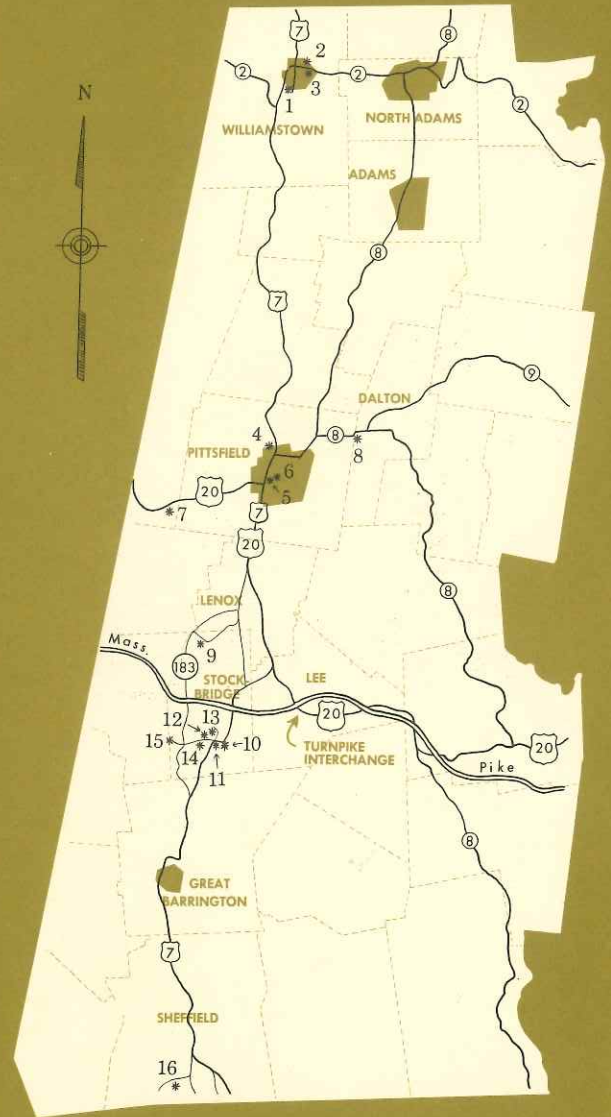 7
8
2
2
2
N
1
3
2
WILLIAMSTOWN
NORTH ADAMS
ADAMS
8
7
DALTON
9
4
PITTSFIELD
8
8
6
5
20
7
7
20
8
LENOX
Mass.
9
183
STOCK
BRIDGE
LEE
12
13
20
20
15
14
10
11
TURNPIKE
INTERCHANGE
Pike
8
GREAT
BARRINGTON
7
SHEFFIELD
16